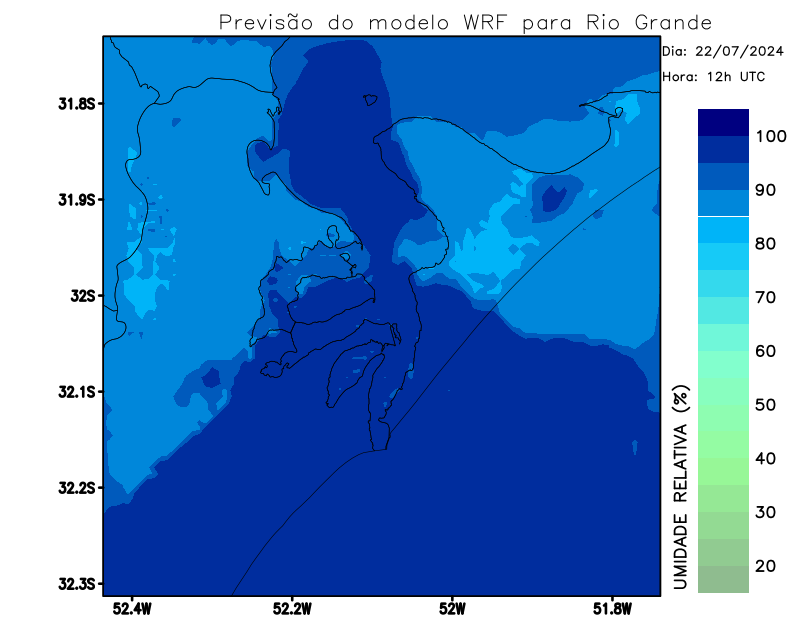 Previsão do modelo WRF para Rio Grande
Dia: 22/07/2024
Hora: 12h UTC
31.8S
31.9S
32S
32.1S
32.2S
32.3S
52.4W
52.2W
52W
51.8W
100
90
80
70
60
50
40
30
20
UMIDADE RELATIVA (%)